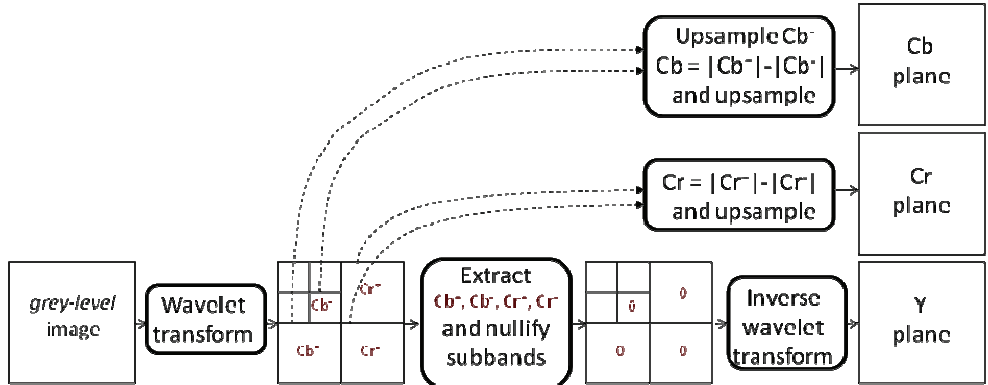 Upsample Cb⁻
Cb = |Cb⁺|-|Cb⁻|
and upsample
Cb
plane
Cr = |Cr⁺|-|Cr⁻|
and upsample
Cr
plane
grey-level
image
Wavelet
transform
Cr⁺
Cb⁻
Cb⁺
Cr⁻
Extract
Cb⁺, Cb⁻, Cr⁺, Cr⁻
and nullify
subbands
0
0
0
0
Inverse
wavelet
transform
Y
plane